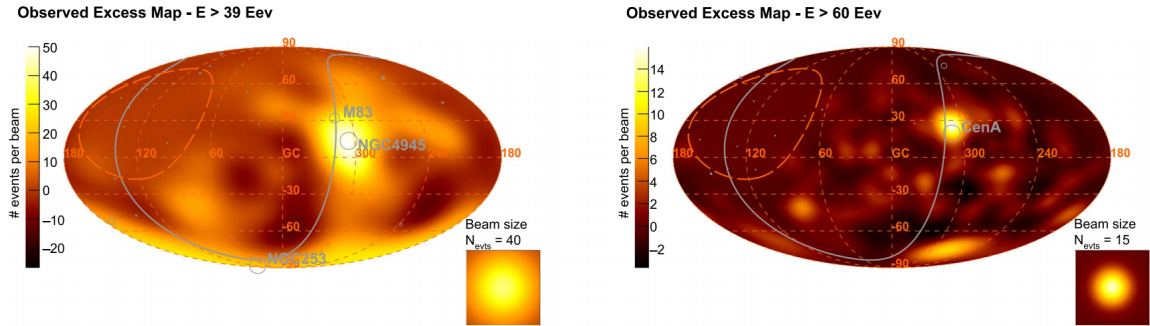 Observed Excess Map - E > 39 Eev
# events per beam
50
40
30
20
10
0
−10
−20
90
60
30
M83
NGC4945
180
120
60
GC
300
240
180
-30
-60
-90
NGC253
Beam size
Nevts = 40
Observed Excess Map - E > 60 Eev
# events per beam
14
12
10
8
6
4
2
0
−2
90
60
30
CenA
180
120
60
GC
300
240
180
-30
-60
-90
Beam size
Nevts = 15